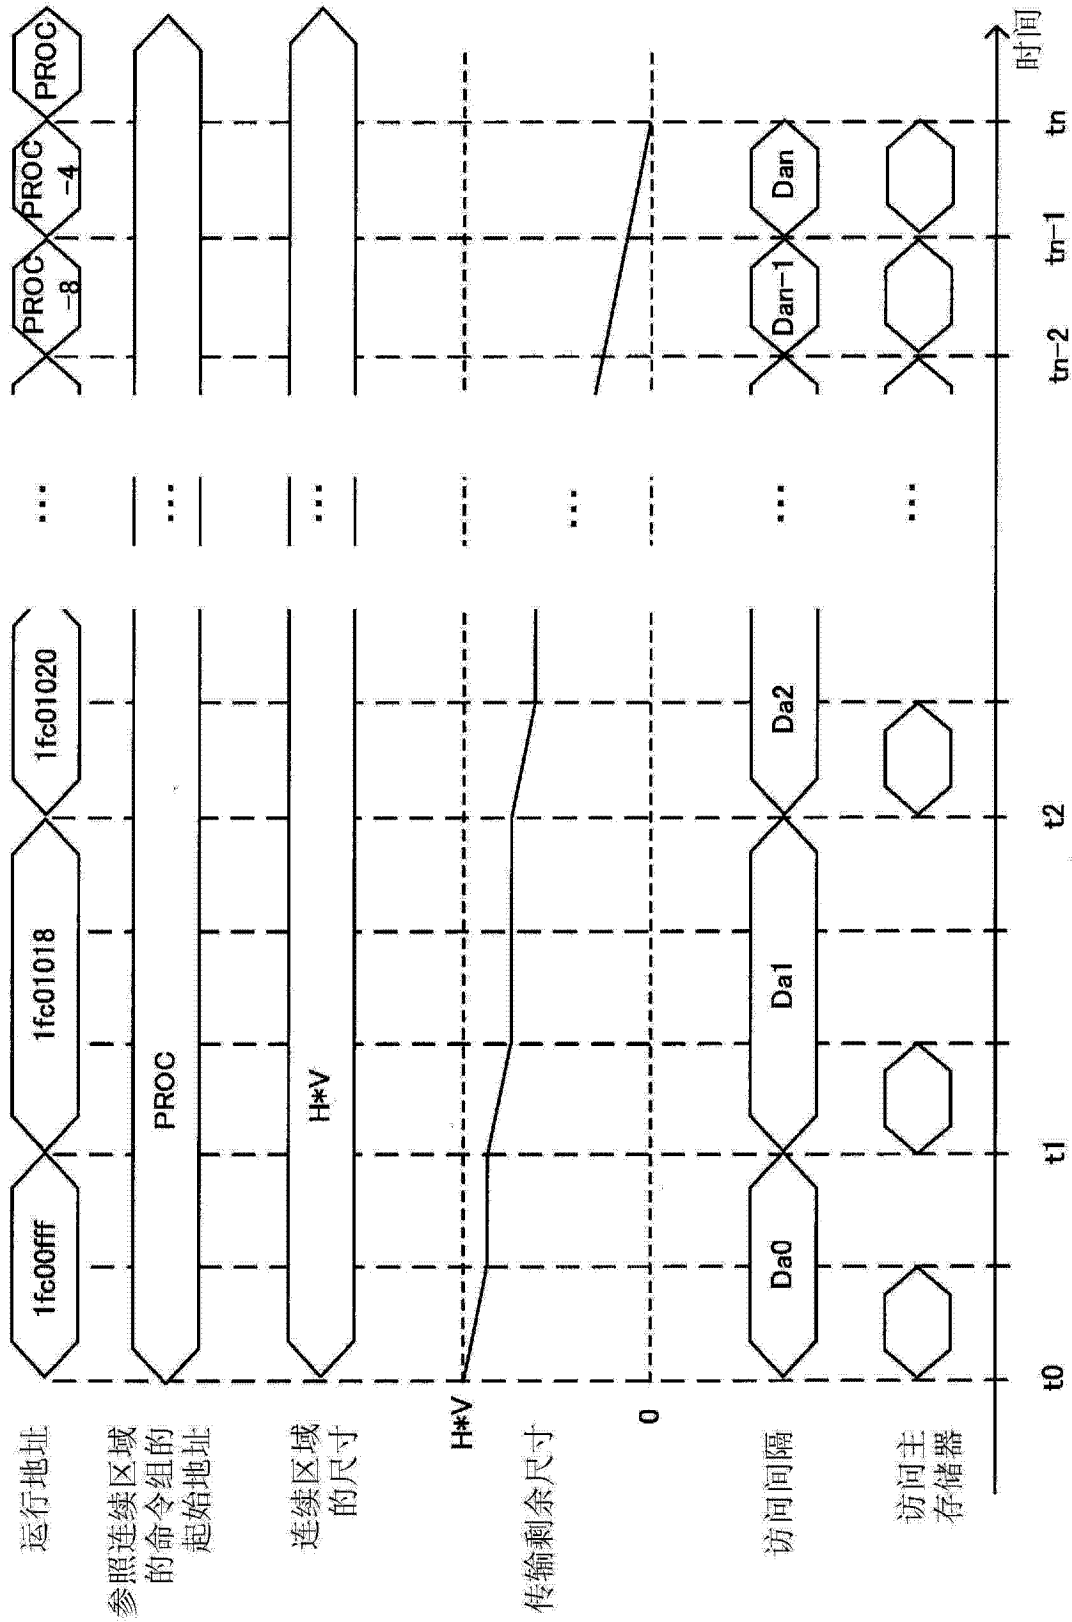 运行地址
1fc00fff
1fc01018
1fc01020
...
PROC
-8
PROC
-4
PROC
参照连续区域
的命令组的
起始地址
PROC
...
连续区域
的尺寸
H*V
...
H*V
传输剩余尺寸
0
...
访问间隔
Da0
Da1
Da2
...
Dan-1
Dan
访问主
存储器
...
t0
t1
t2
tn-2
tn-1
tn
时间